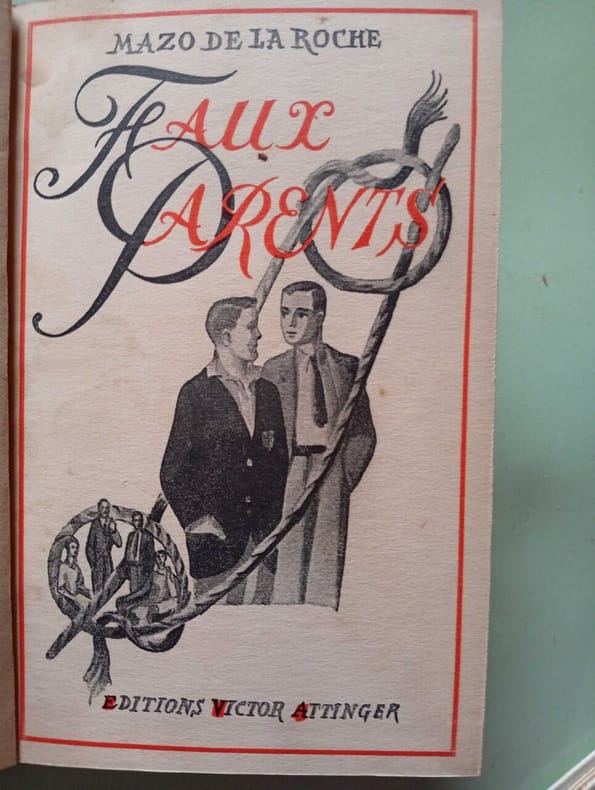 MAZO DE LA ROCHE
FAUX
PARENTS
EDITIONS VICTOR ATTINGER